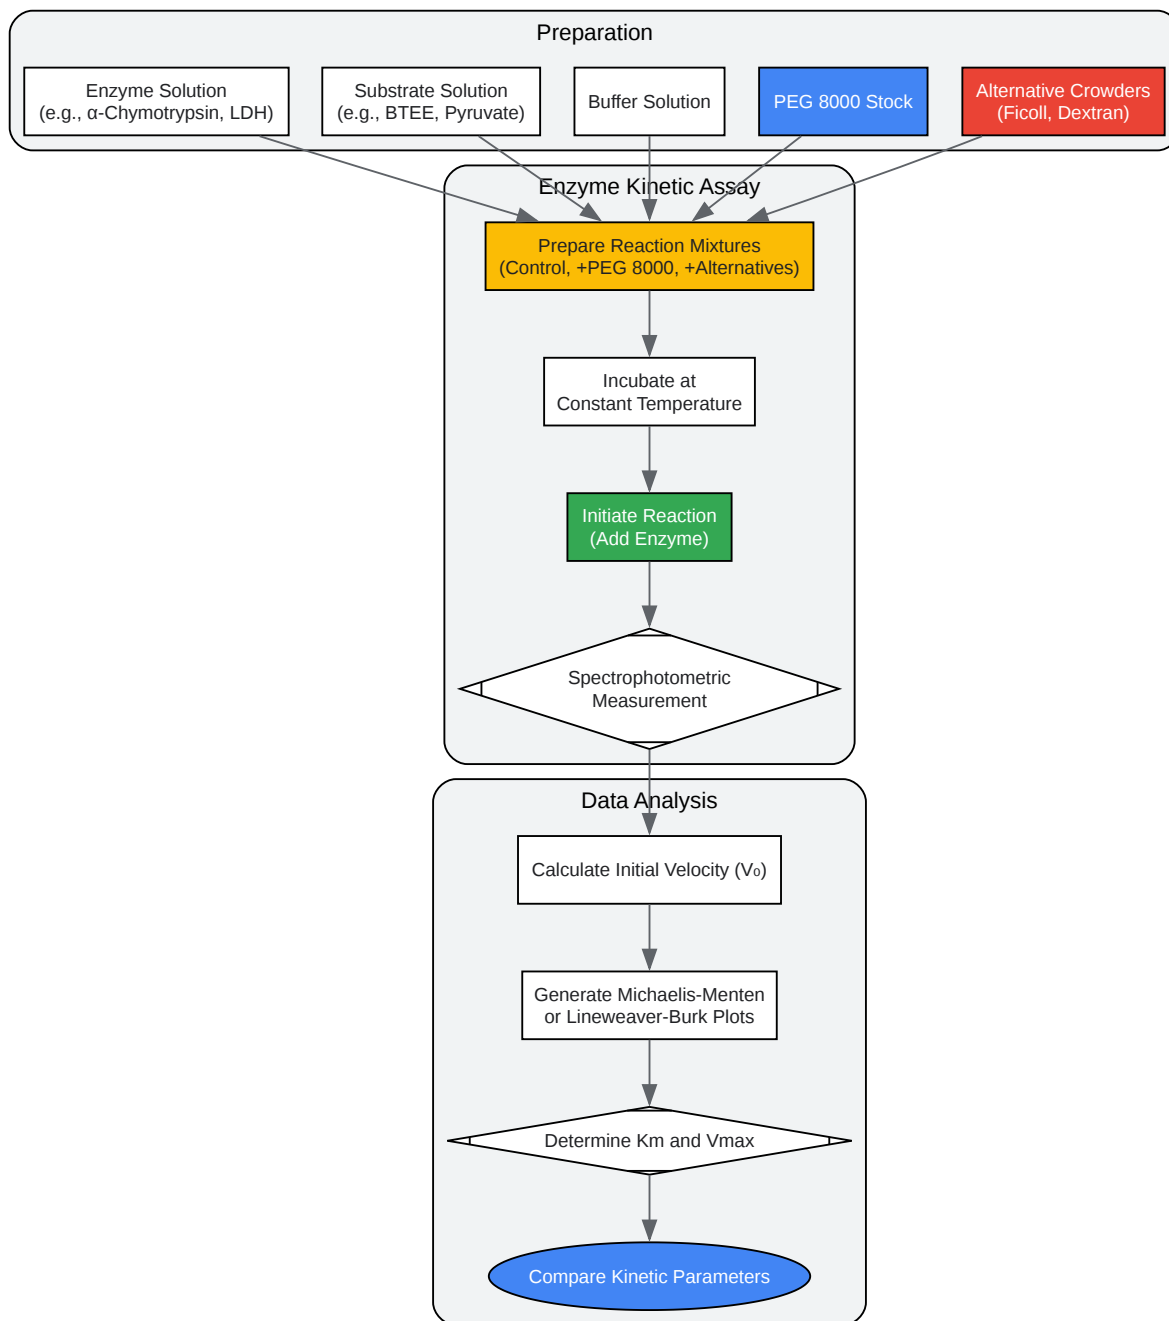 Preparation
Enzyme Solution
(e.g., α-Chymotrypsin, LDH)
Substrate Solution
(e.g., BTEE, Pyruvate)
Buffer Solution
PEG 8000 Stock
Alternative Crowders
(Ficoll, Dextran)
Enzyme Kinetic Assay
Prepare Reaction Mixtures
(Control, +PEG 8000, +Alternatives)
Incubate at
Constant Temperature
Initiate Reaction
(Add Enzyme)
Spectrophotometric
Measurement
Data Analysis
Calculate Initial Velocity (V₀)
Generate Michaelis-Menten
or Lineweaver-Burk Plots
Determine Km and Vmax
Compare Kinetic Parameters